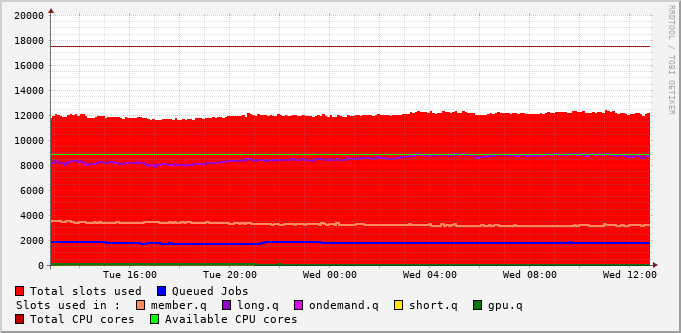 RRDTOOL / TOBI OETIKER
20000
18000
16000
14000
12000
10000
8000
6000
4000
2000
0
Tue 16:00 Tue 20:00 Wed 00:00 Wed 04:00 Wed 08:00 Wed 12:00
Total slots used Queued Jobs
Slots used in : member.q long.q ondemand.q short.q gpu.q
Total CPU cores Available CPU cores